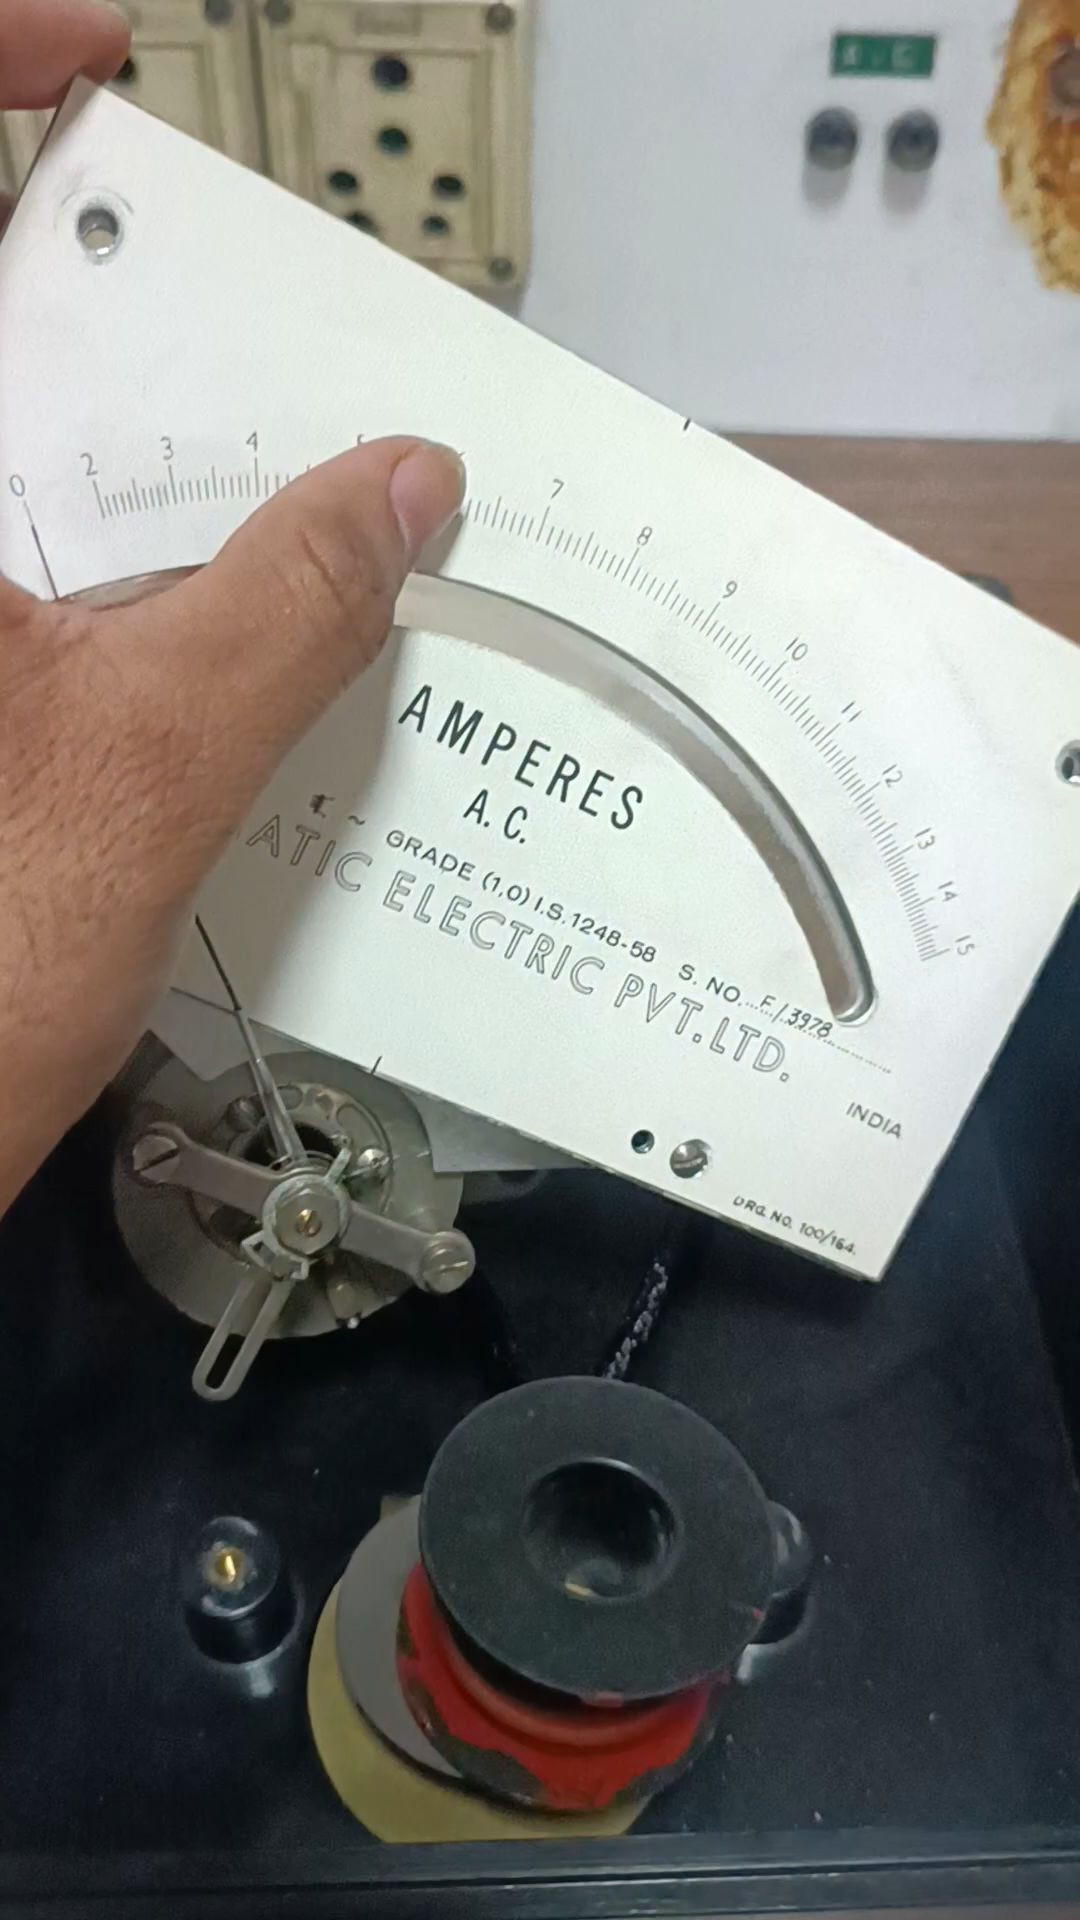 0 2 3 4 7 8 9 10 11 12 13 14 15
AMPERES
A.C.
~ GRADE (1,0) I.S. 1248-58 S. NO. F/3978
ATIC ELECTRIC PVT. LTD.
INDIA
DRG. NO. 100/164.